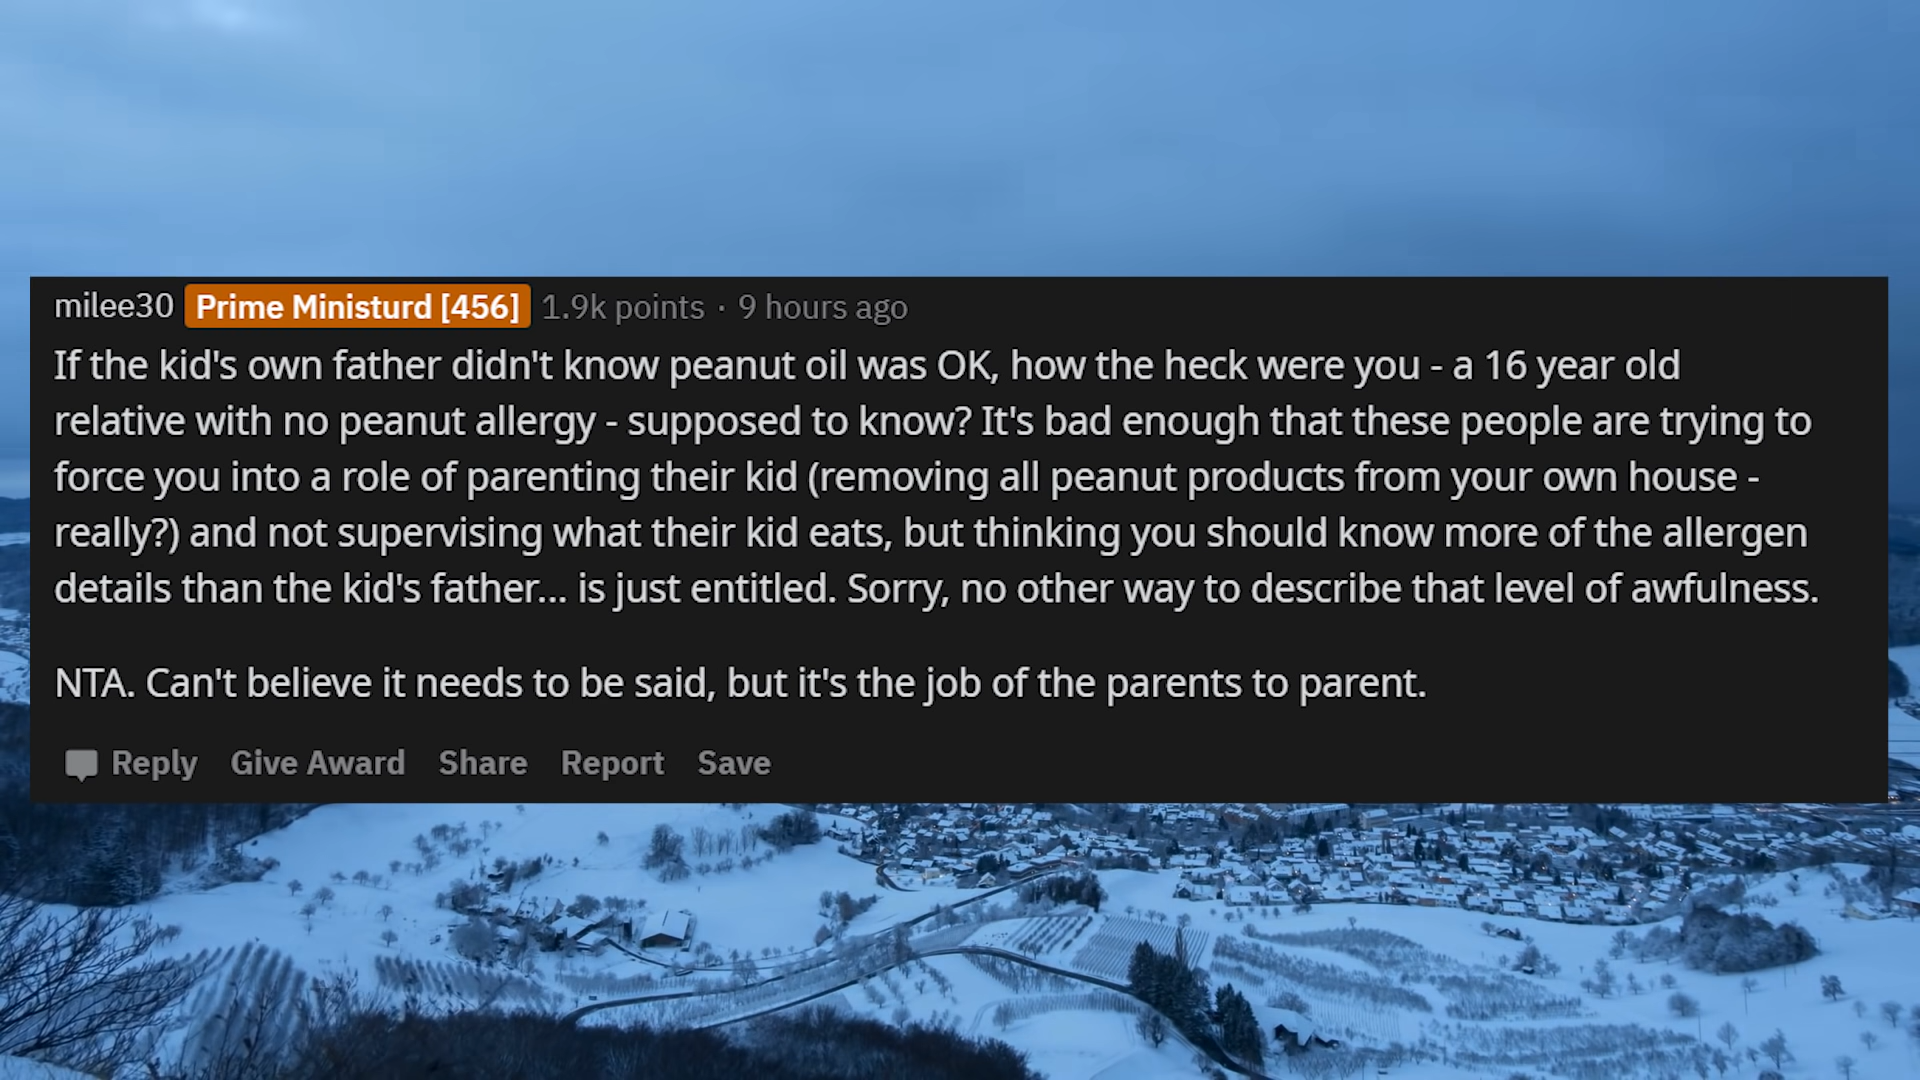 milee30 Prime Ministurd [456] 1.9k points · 9 hours ago
If the kid's own father didn't know peanut oil was OK, how the heck were you - a 16 year old
relative with no peanut allergy - supposed to know? It's bad enough that these people are trying to
force you into a role of parenting their kid (removing all peanut products from your own house -
really?) and not supervising what their kid eats, but thinking you should know more of the allergen
details than the kid's father... is just entitled. Sorry, no other way to describe that level of awfulness.
NTA. Can't believe it needs to be said, but it's the job of the parents to parent.
Reply Give Award Share Report Save